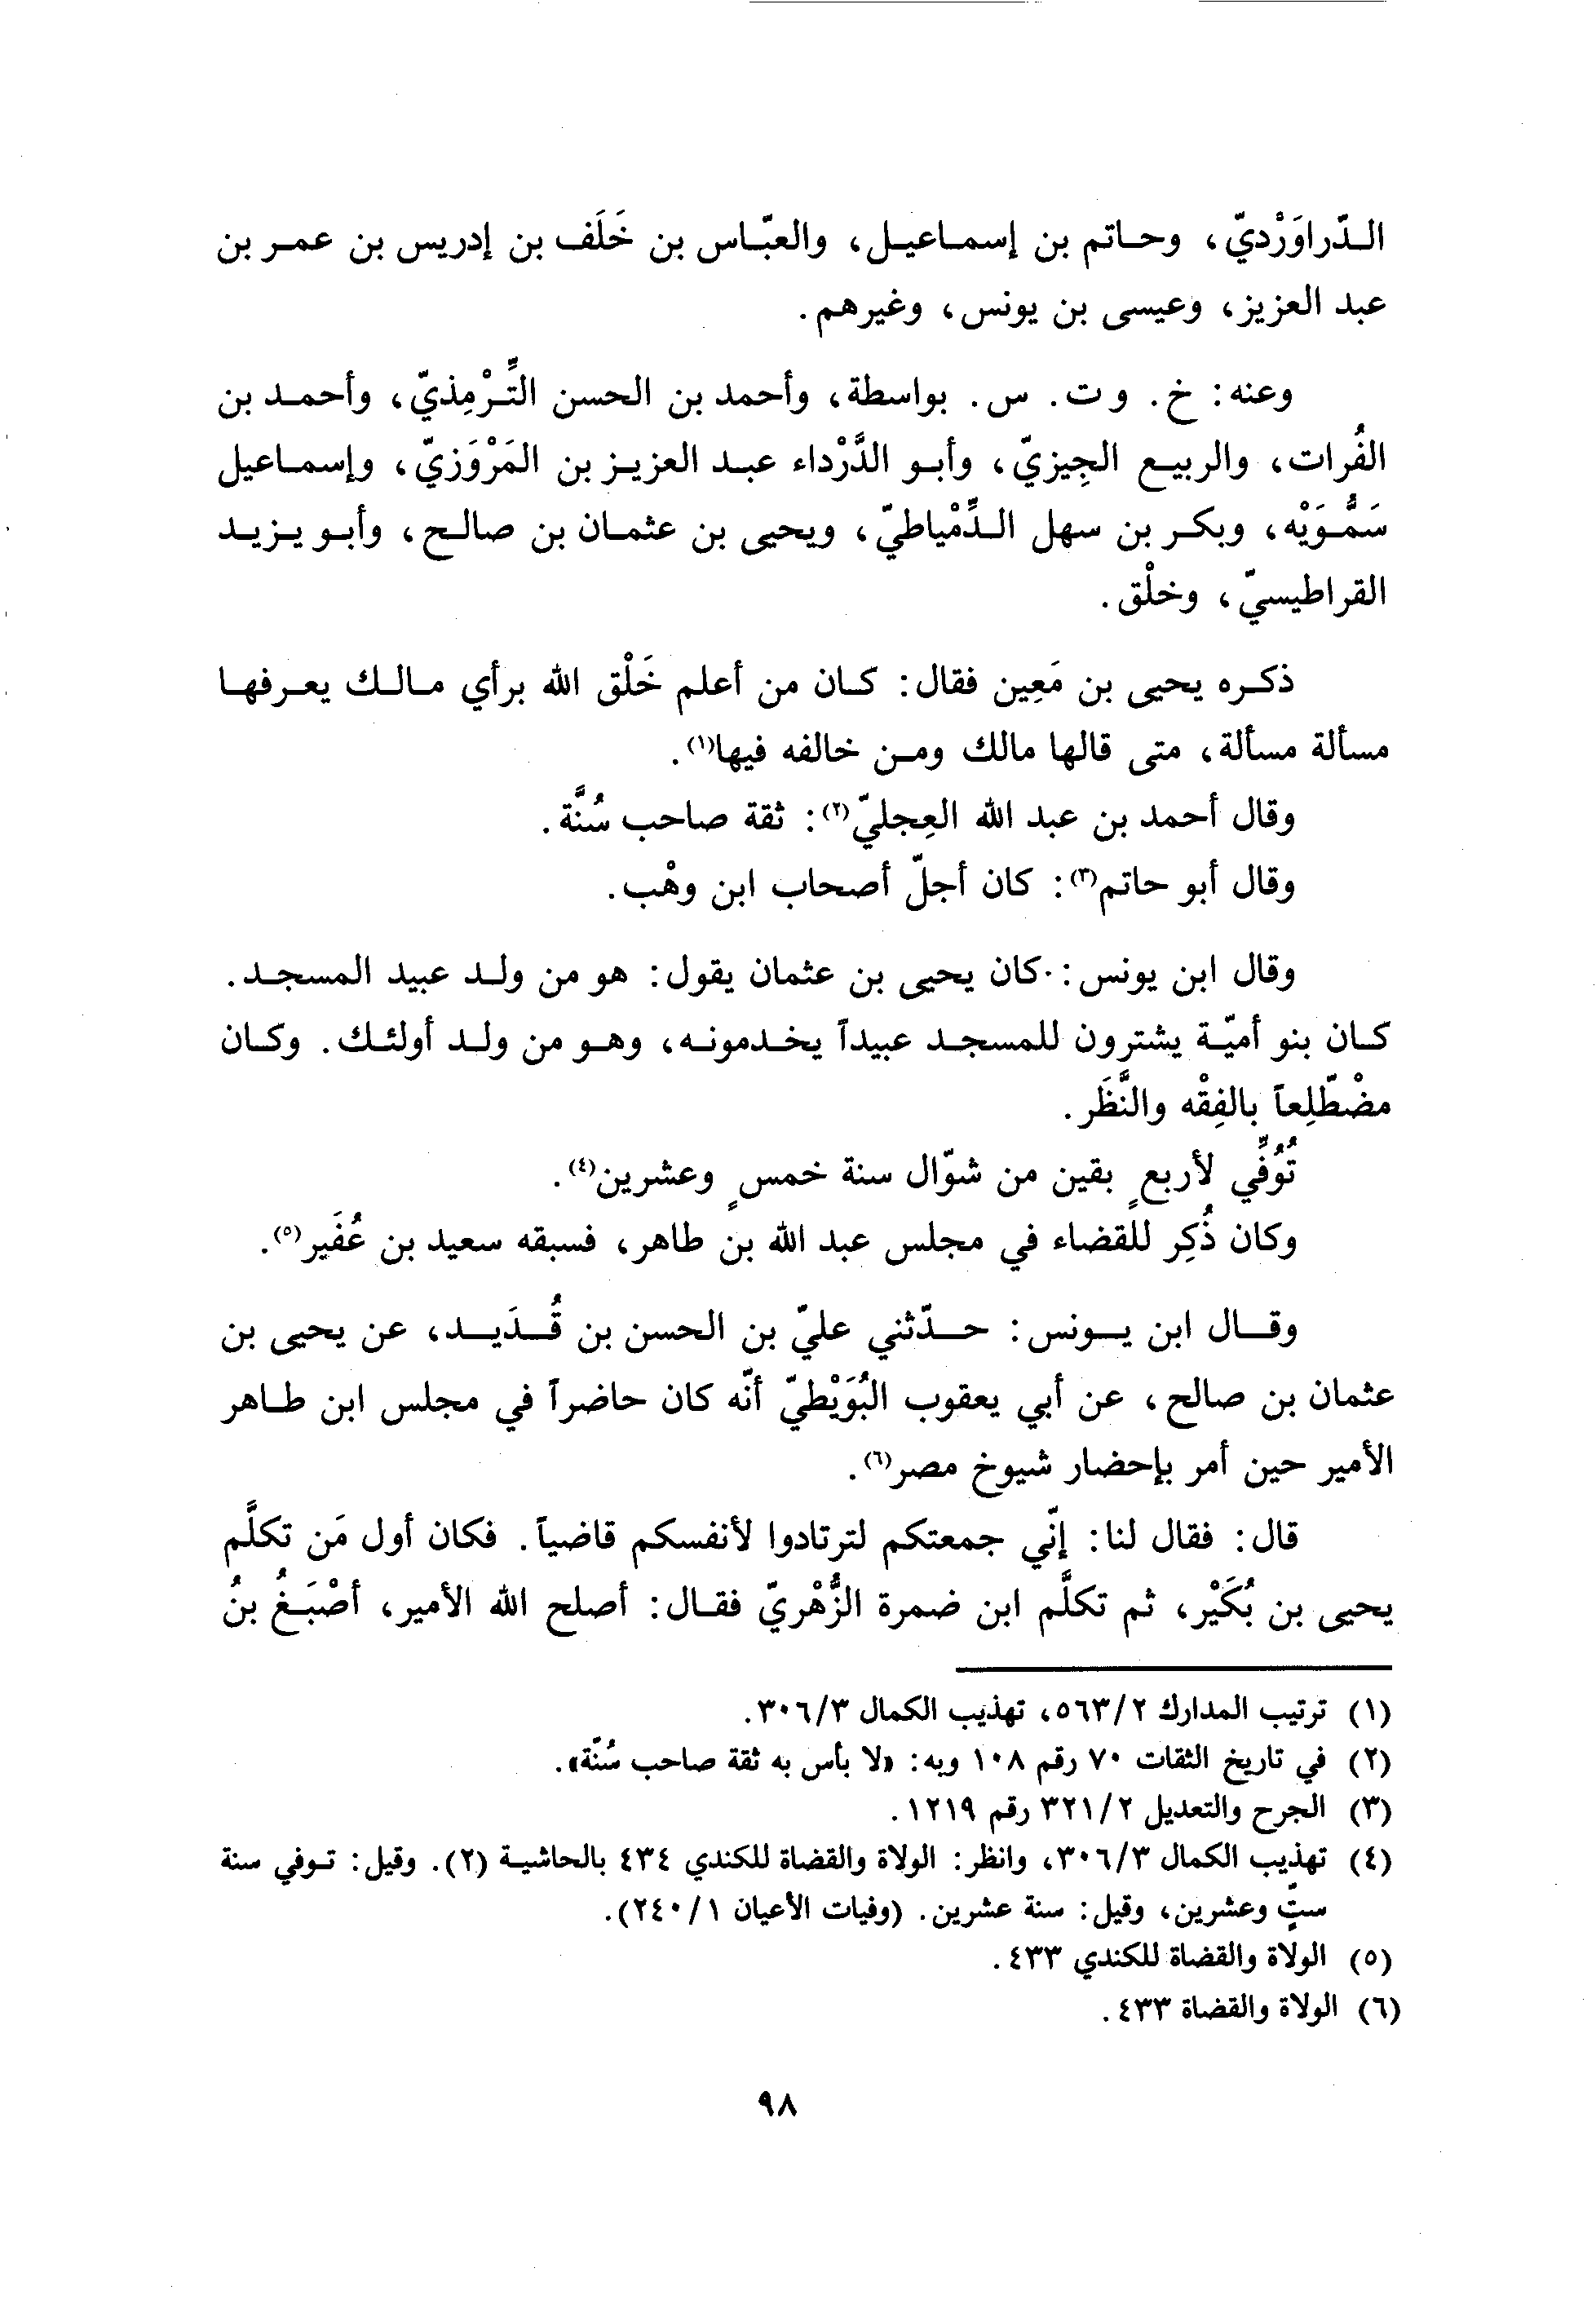 الدّراوَرْديّ، وحاتم بن إسماعيل، والعبّاس بن خَلَف بن إدريس بن عمر بن
عبد العزيز، وعيسى بن يونس، وغيرهم.
وعنه: خ. و ت. س. بواسطة، وأحمد بن الحسن التِّرْمِذيّ، وأحمد بن
الفُرات، والربيع الجِيزيّ، وأبو الدَّرْداء عبد العزيز بن المَرْوَزيّ، وإسماعيل
سَمُّوَيْه، وبكر بن سهل الدِّمْياطيّ، ويحيى بن عثمان بن صالح، وأبو يزيد
القراطيسيّ، وخلْق.
ذكره يحيى بن مَعِين فقال: كان من أعلم خَلْق الله برأي مالك يعرفها
مسألة مسألة، متى قالها مالك ومن خالفه فيها(١).
وقال أحمد بن عبد الله العِجليّ(٢): ثقة صاحب سُنَّة.
وقال أبو حاتم(٣): كان أجلّ أصحاب ابن وهْب.
وقال ابن يونس: كان يحيى بن عثمان يقول: هو من ولد عبيد المسجد.
كان بنو أميّة يشترون للمسجد عبيداً يخدمونه، وهو من ولد أولئك. وكان
مضْطّلِعاً بالفِقْه والنَّظَر.
تُوُفّي لأربعٍ بقين من شوّال سنة خمسٍ وعشرين(٤).
وكان ذُكِر للقضاء في مجلس عبد الله بن طاهر، فسبقه سعيد بن عُفَير(٥).
وقال ابن يونس: حدّثني عليّ بن الحسن بن قُدَيد، عن يحيى بن
عثمان بن صالح، عن أبي يعقوب البُوَيْطيّ أنّه كان حاضراً في مجلس ابن طاهر
الأمير حين أمر بإحضار شيوخ مصر(٦).
قال: فقال لنا: إنّي جمعتكم لترتادوا لأنفسكم قاضياً. فكان أول مَن تكلَّم
يحيى بن بُكَيْر، ثم تكلَّم ابن ضمرة الزُّهْريّ فقال: أصلح الله الأمير، أصْبَغُ بنُ
(١) ترتيب المدارك ٥٦٣/٢، تهذيب الكمال ٣٠٦/٣.
(٢) في تاريخ الثقات ٧٠ رقم ١٠٨ وبه: «لا بأس به ثقة صاحب سُنّة».
(٣) الجرح والتعديل ٣٢١/٢ رقم ١٢١٩.
(٤) تهذيب الكمال ٣٠٦/٣، وانظر: الولاة والقضاة للكندي ٤٣٤ بالحاشية (٢). وقيل: توفي سنة
ستٍّ وعشرين، وقيل: سنة عشرين. (وفيات الأعيان ٢٤٠/١).
(٥) الولاة والقضاة للكندي ٤٣٣.
(٦) الولاة والقضاة ٤٣٣.
٩٨